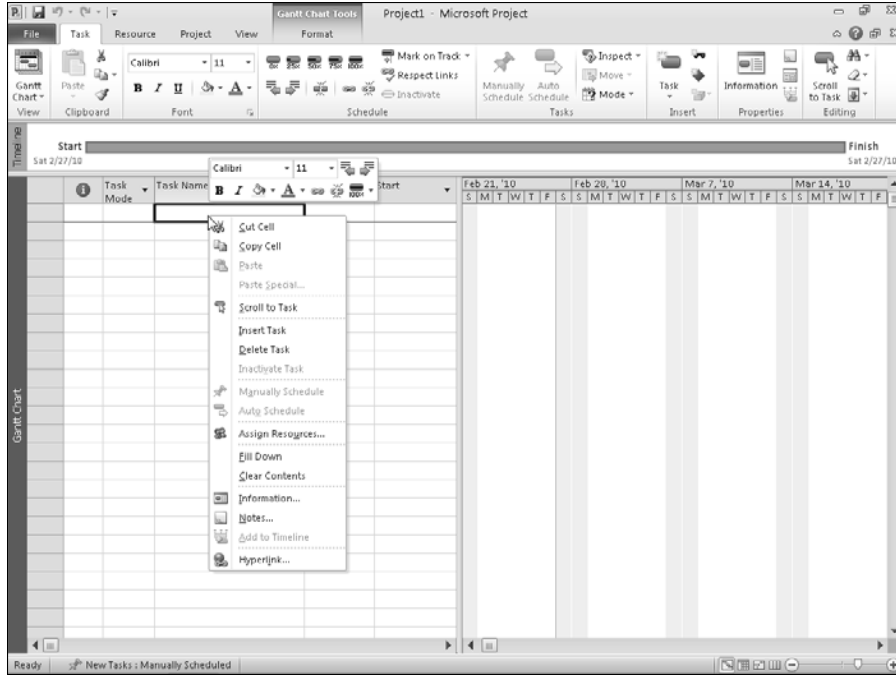 Gantt Chart Tools
Project1 - Microsoft Project
File Task Resource Project View Format
Calibri 11
Mark on Track
Inspect
Respect Links
Move
B I U A
Inactivate
Mode
Gantt Chart
Paste
Manually Schedule
Auto Schedule
Task
Information
Scroll to Task
View Clipboard Font Schedule Tasks Insert Properties Editing
Timeline
Start
Finish
Sat 2/27/10
Sat 2/27/10
Calibri 11
B I A
Task Mode
Task Name
Start
Feb 21, '10 Feb 28, '10 Mar 7, '10 Mar 14, '10
S M T W T F S S M T W T F S S M T W T F S S M T W T F
Cut Cell
Copy Cell
Paste
Paste Special...
Scroll to Task
Insert Task
Delete Task
Inactivate Task
Manually Schedule
Auto Schedule
Assign Resources...
Fill Down
Clear Contents
Information...
Notes...
Add to Timeline
Hyperlink...
Gantt Chart
Ready New Tasks : Manually Scheduled